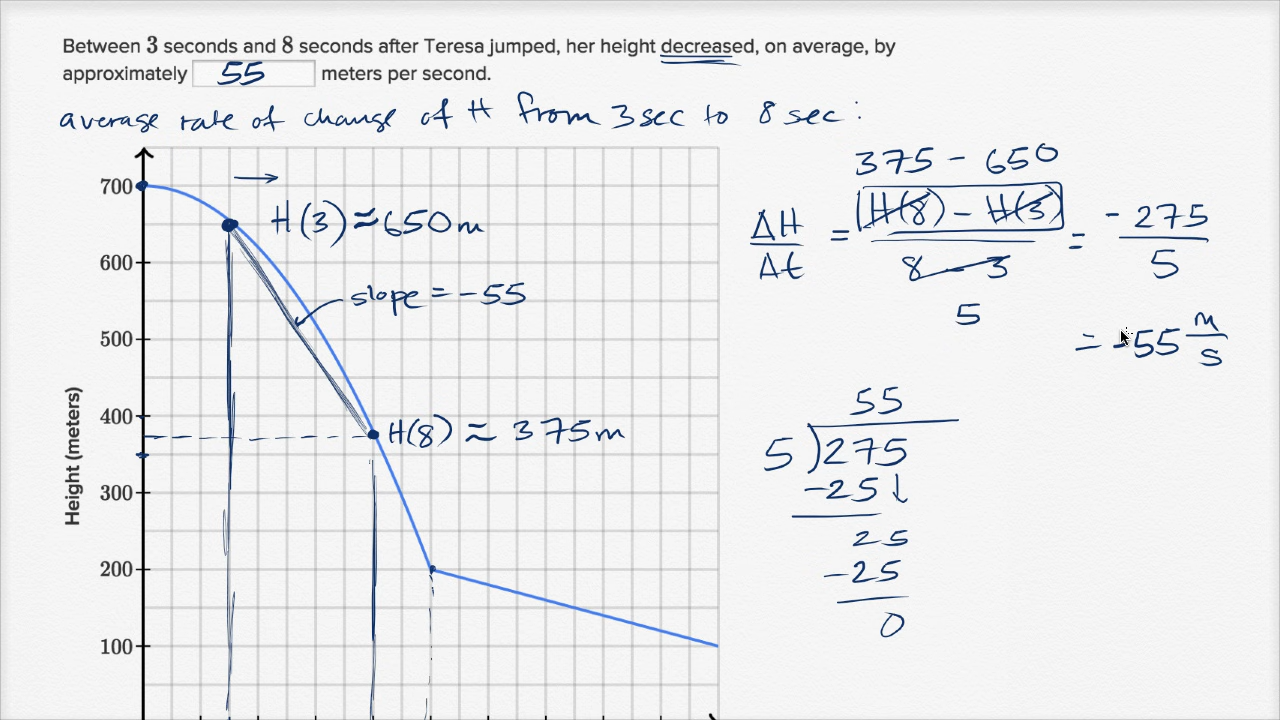 Between 3 seconds and 8 seconds after Teresa jumped, her height decreased, on average, by
approximately 55 meters per second.
average rate of change of H from 3 sec to 8 sec:
375 - 650
ΔH/Δt = H(8) - H(3) / 8 - 3 = -275/5
5
= -55 m/s
700
H(3) ≈ 650 m
600
slope = -55
500
400
H(8) ≈ 375 m
300
200
100
Height (meters)
55
5)275
-25↓
25
-25
0